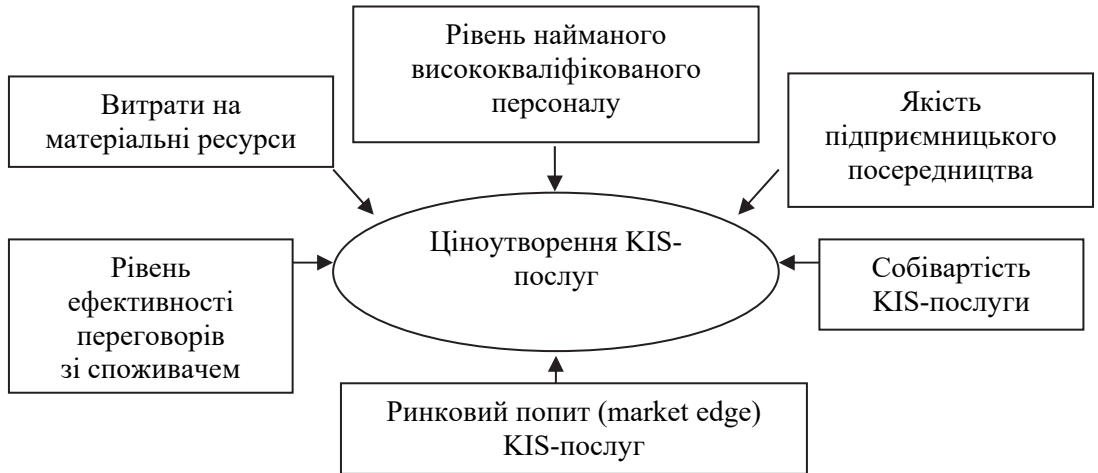 Рівень найманого
висококваліфікованого
персоналу
Витрати на
матеріальні ресурси
Якість
підприємницького
посередництва
Ціноутворення KIS-
послуг
Рівень
ефективності
переговорів
зі споживачем
Собівартість
KIS-послуги
Ринковий попит (market edge)
KIS-послуг